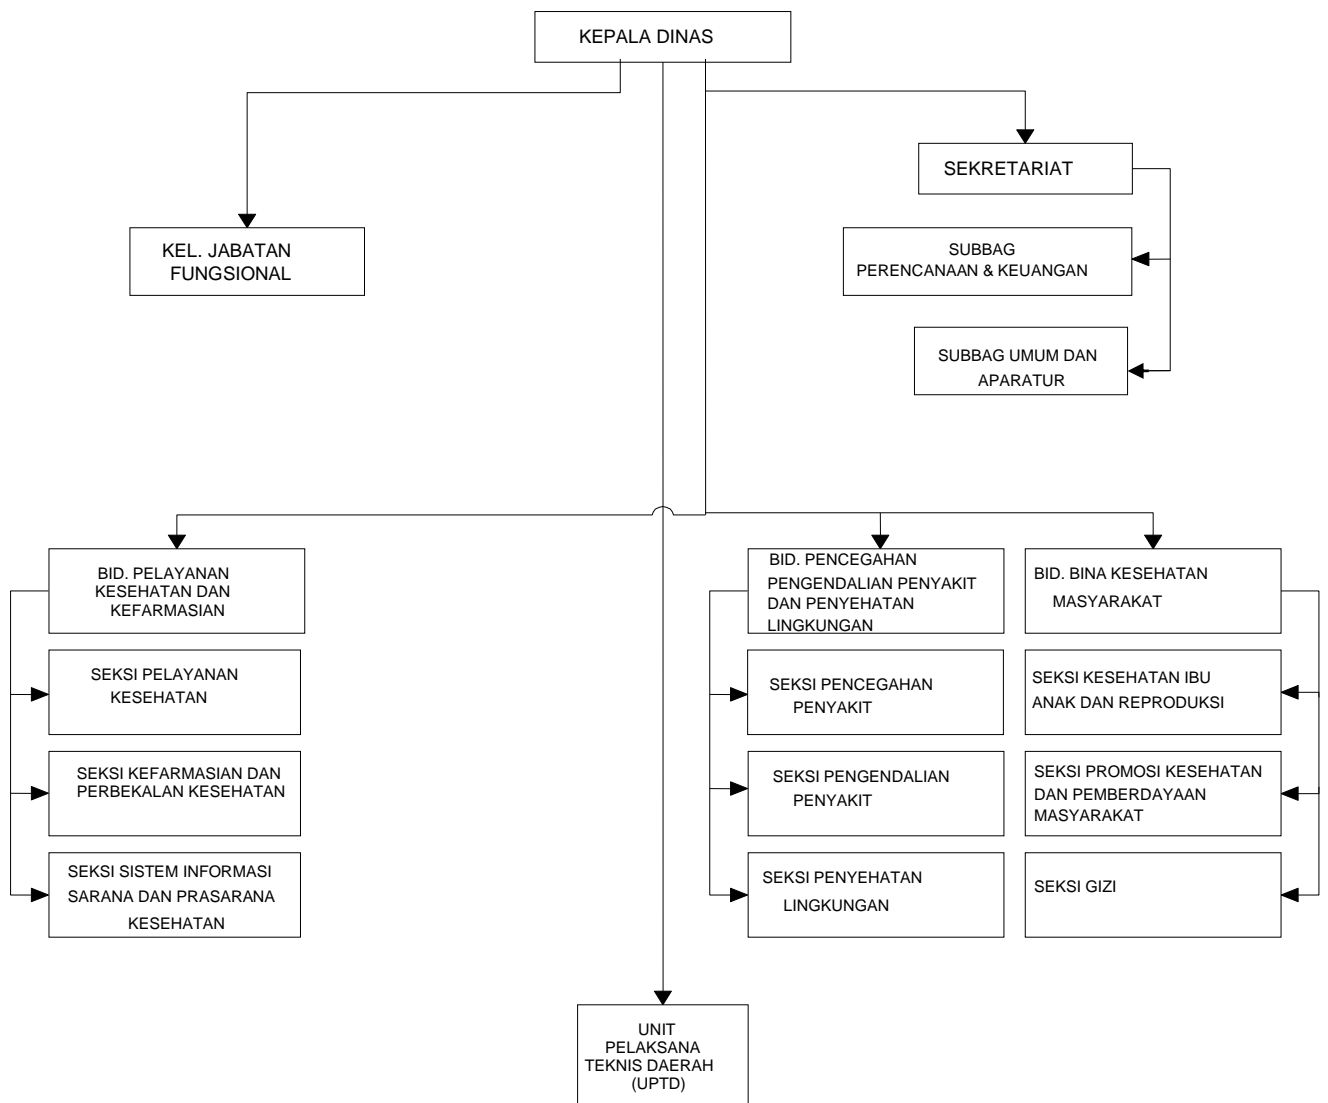 KEPALA DINAS
SEKRETARIAT
KEL. JABATAN
FUNGSIONAL
SUBBAG
PERENCANAAN & KEUANGAN
SUBBAG UMUM DAN
APARATUR
BID. PELAYANAN
KESEHATAN DAN
KEFARMASIAN
SEKSI PELAYANAN
KESEHATAN
SEKSI KEFARMASIAN DAN
PERBEKALAN KESEHATAN
SEKSI SISTEM INFORMASI
SARANA DAN PRASARANA
KESEHATAN
BID. PENCEGAHAN
PENGENDALIAN PENYAKIT
DAN PENYEHATAN
LINGKUNGAN
SEKSI PENCEGAHAN
PENYAKIT
SEKSI PENGENDALIAN
PENYAKIT
SEKSI PENYEHATAN
LINGKUNGAN
BID. BINA KESEHATAN
MASYARAKAT
SEKSI KESEHATAN IBU
ANAK DAN REPRODUKSI
SEKSI PROMOSI KESEHATAN
DAN PEMBERDAYAAN
MASYARAKAT
SEKSI GIZI
UNIT
PELAKSANA
TEKNIS DAERAH
(UPTD)